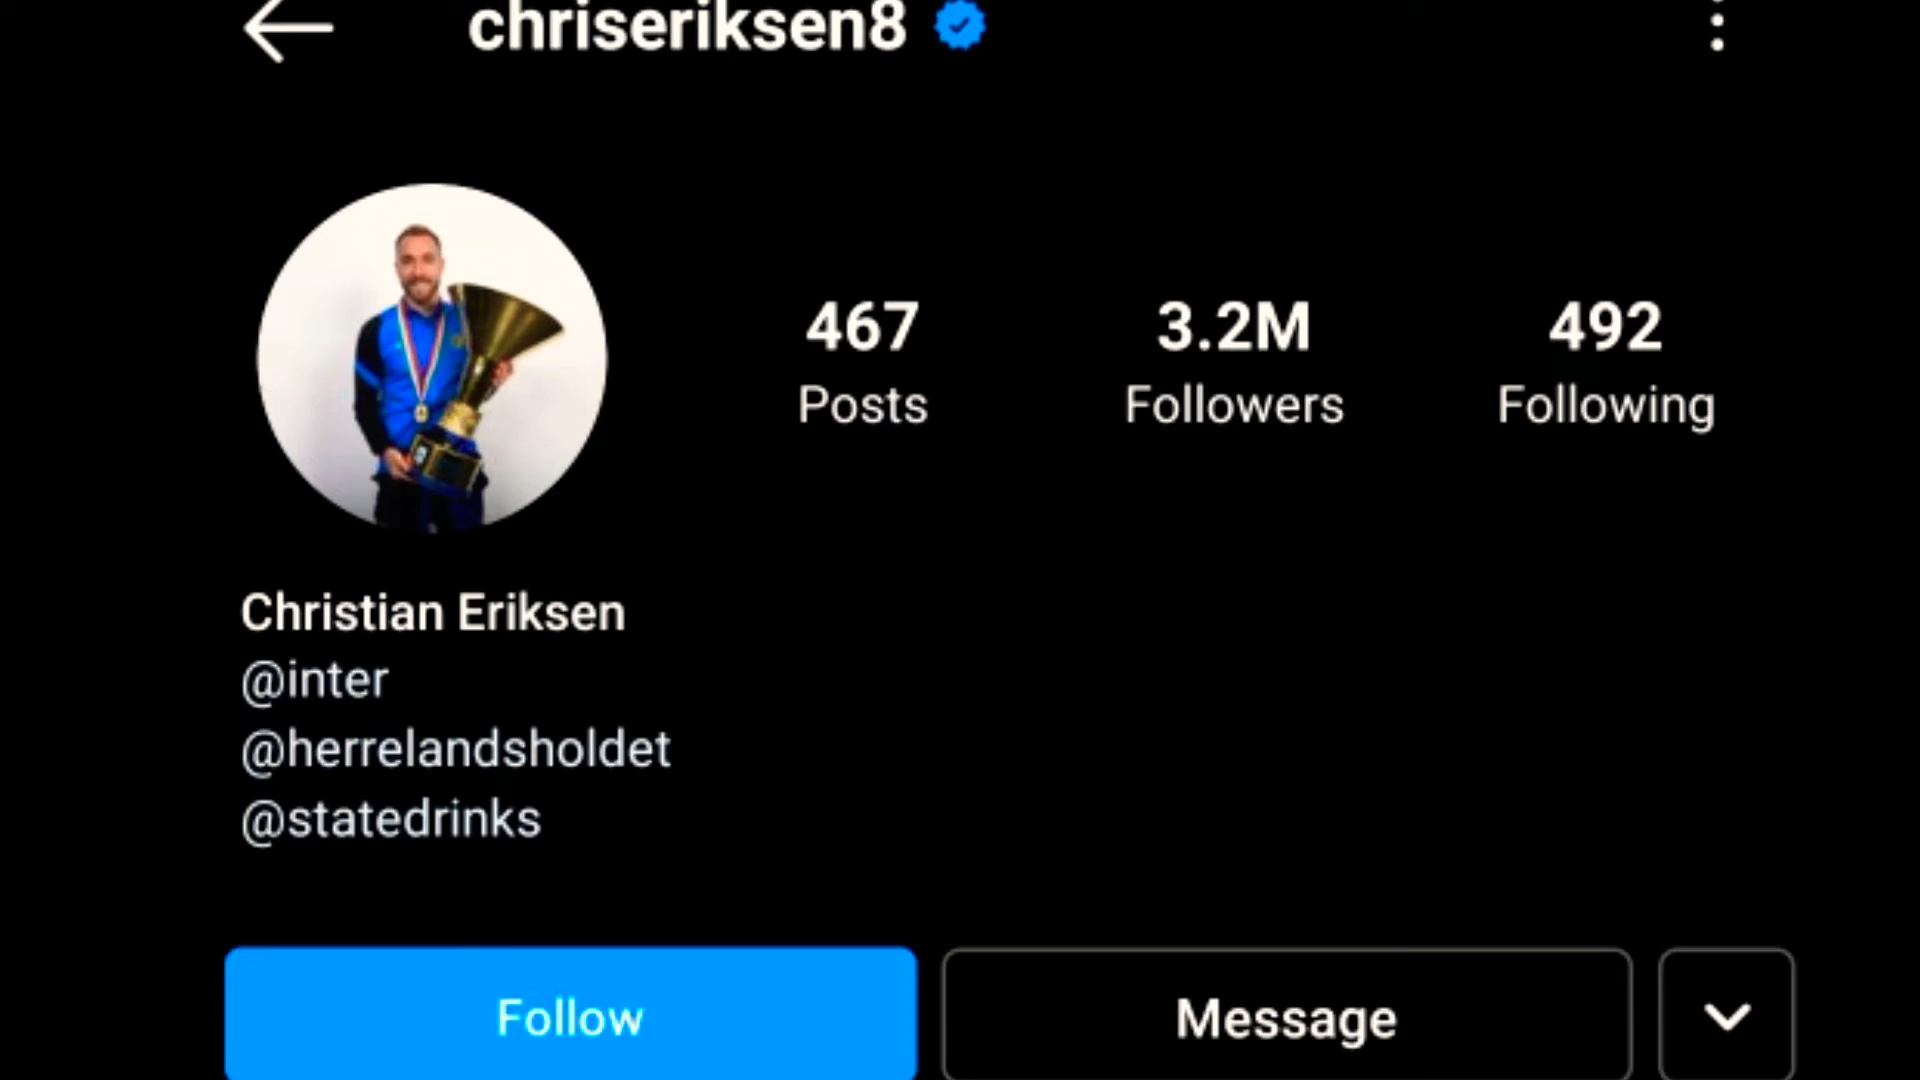 chriseriksen8
467 3.2M 492
Posts Followers Following
Christian Eriksen
@inter
@herrelandsholdet
@statedrinks
Follow Message